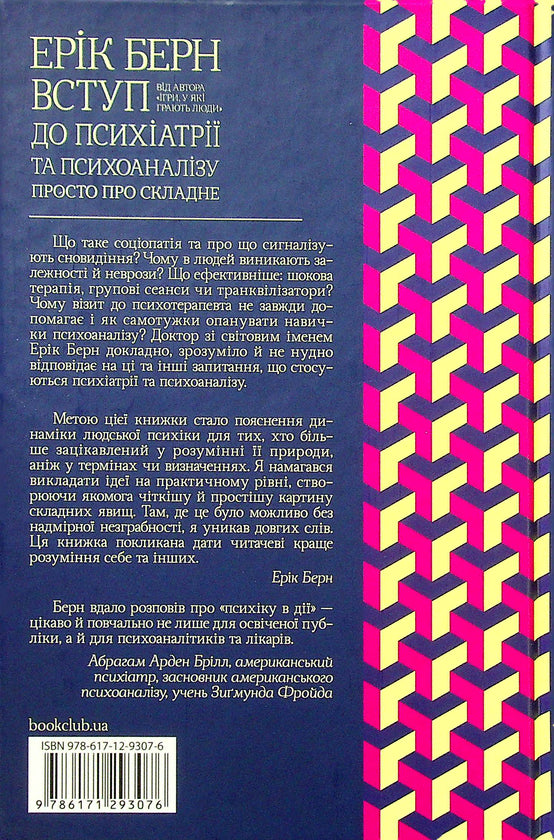 ЕРІК БЕРН
ВСТУП
ВІД АВТОРА
«ІГРИ, У ЯКІ
ГРАЮТЬ ЛЮДИ»
ДО ПСИХІАТРІЇ
ТА ПСИХОАНАЛІЗУ
ПРОСТО ПРО СКЛАДНЕ
Що таке соціопатія та про що сигналізу-
ють сновидіння? Чому в людей виникають за-
лежності й неврози? Що ефективніше: шокова
терапія, групові сеанси чи транквілізатори?
Чому візит до психотерапевта не завжди до-
помагає і як самотужки опанувати навич-
ки психоаналізу? Доктор зі світовим іменем
Ерік Берн докладно, зрозуміло й не нудно
відповідає на ці та інші запитання, що стосу-
ються психіатрії та психоаналізу.
Метою цієї книжки стало пояснення ди-
наміки людської психіки для тих, хто біль-
ше зацікавлений у розумінні її природи,
аніж у термінах чи визначеннях. Я намагався
викладати ідеї на практичному рівні, ство-
рюючи якомога чіткішу й простішу картину
складних явищ. Там, де це було можливо без
надмірної незграбності, я уникав довгих слів.
Ця книжка покликана дати читачеві краще
розуміння себе та інших.
Ерік Берн
Берн вдало розповів про «психіку в дії» —
цікаво й повчально не лише для освіченої пуб-
ліки, а й для психоаналітиків та лікарів.
Абрагам Арден Брілл, американський
психіатр, засновник американського
психоаналізу, учень Зиґмунда Фройда
bookclub.ua
ISBN 978-617-12-9307-6
9 786171 293076